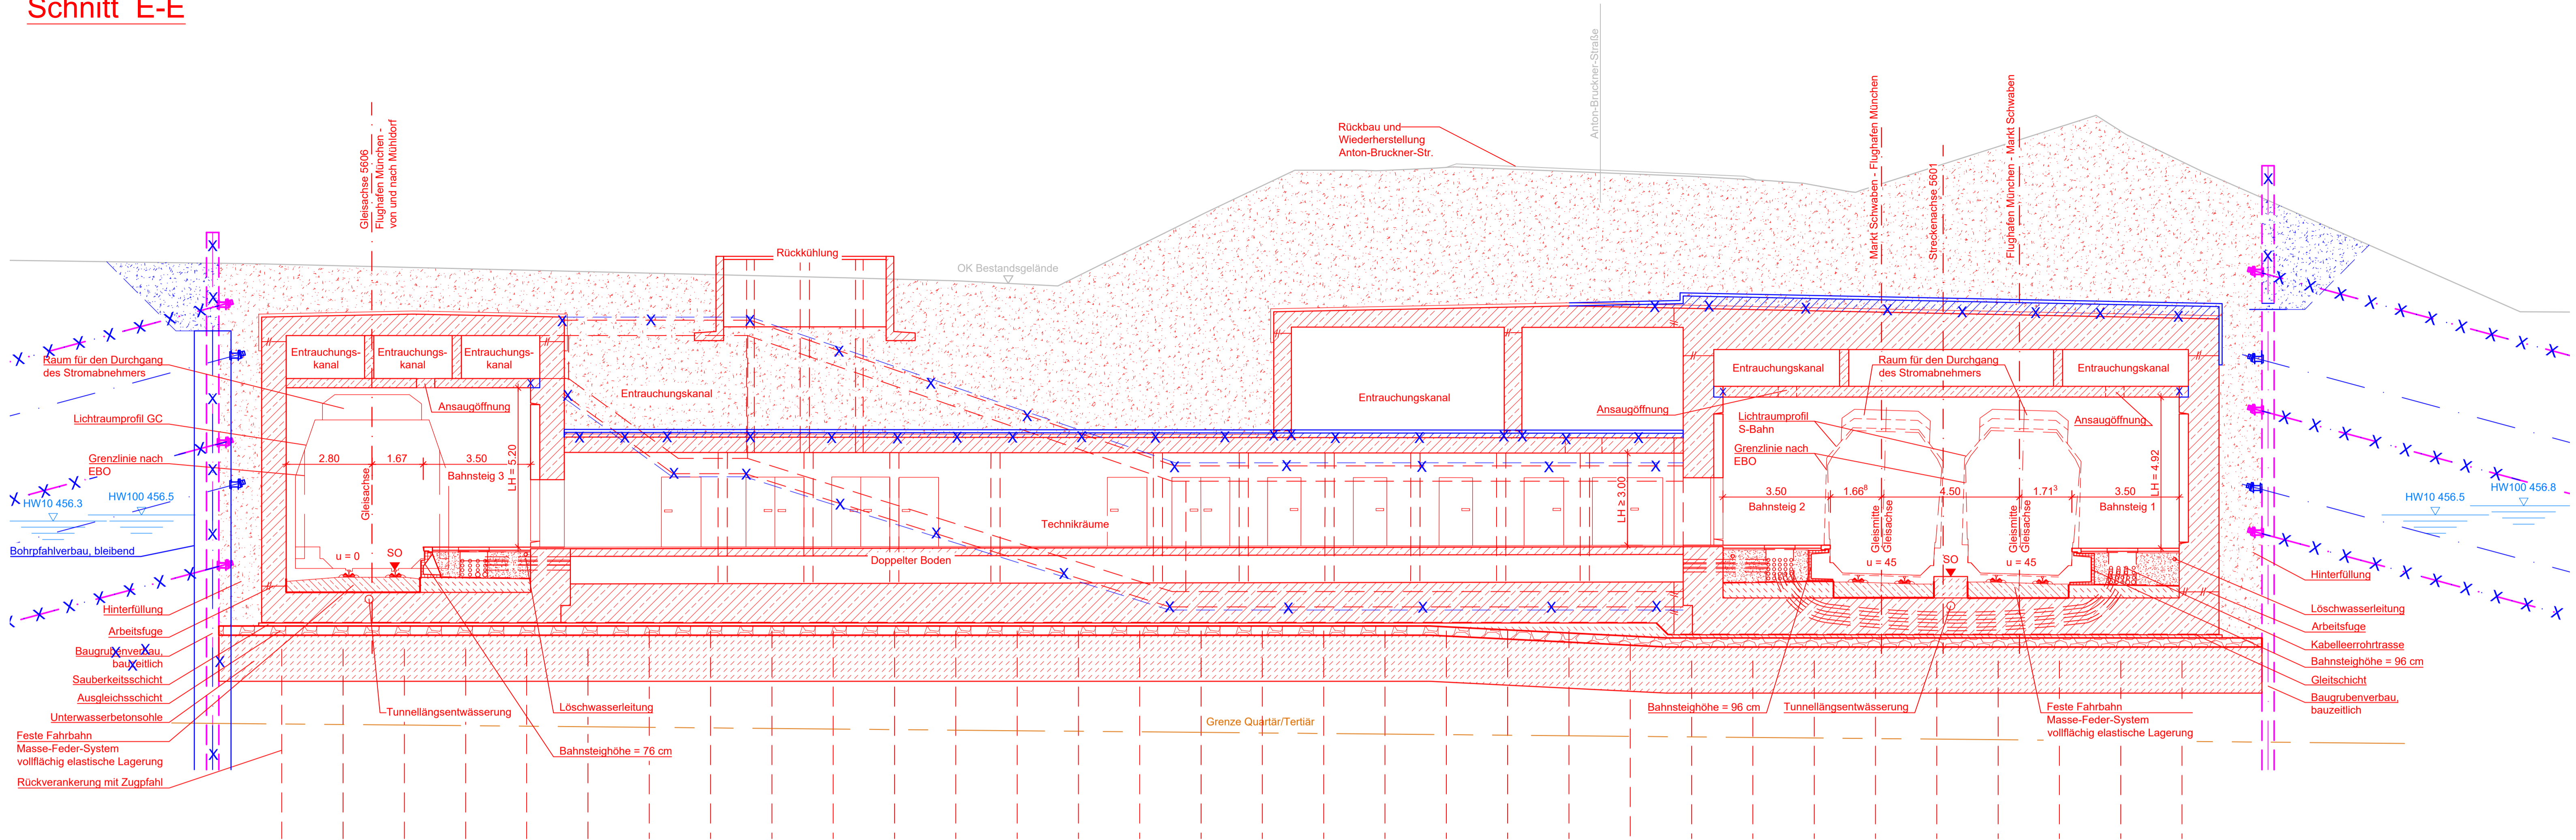 Schnitt E-E
Anton-Bruckner-Straße
Rückbau und
Wiederherstellung
Anton-Bruckner-Str.
Gleisachse 5606
Flughafen München -
von und nach Mühldorf
Markt Schwaben - Flughafen München
Streckenachse 5601
Flughafen München - Markt Schwaben
Rückkühlung
OK Bestandsgelände
Entrauchungs-
kanal
Entrauchungs-
kanal
Entrauchungs-
kanal
Raum für den Durchgang
des Stromabnehmers
Ansaugöffnung
Lichtraumprofil GC
Grenzlinie nach
EBO
2.80
1.67
3.50
Bahnsteig 3
LH = 5.20
Gleisachse
HW10 456.3
HW100 456.5
Bohrpfahlverbau, bleibend
u = 0
SO
Hinterfüllung
Arbeitsfuge
Baugrubenverbau,
bauzeitlich
Sauberkeitsschicht
Ausgleichsschicht
Unterwasserbetonsohle
Feste Fahrbahn
Masse-Feder-System
vollflächig elastische Lagerung
Rückverankerung mit Zugpfahl
Tunnellängsentwässerung
Löschwasserleitung
Bahnsteighöhe = 76 cm
Entrauchungskanal
Entrauchungskanal
Technikräume
Doppelter Boden
LH ≥ 3.00
Grenze Quartär/Tertiär
Entrauchungskanal
Raum für den Durchgang
des Stromabnehmers
Entrauchungskanal
Ansaugöffnung
Lichtraumprofil
S-Bahn
Ansaugöffnung
Grenzlinie nach
EBO
LH = 4.92
3.50
1.66⁸
4.50
1.71³
3.50
Bahnsteig 2
Bahnsteig 1
Gleismitte
Gleisachse
Gleismitte
Gleisachse
u = 45
SO
u = 45
HW10 456.5
HW100 456.8
Hinterfüllung
Löschwasserleitung
Arbeitsfuge
Kabelleerrohrtrasse
Bahnsteighöhe = 96 cm
Gleitschicht
Baugrubenverbau,
bauzeitlich
Bahnsteighöhe = 96 cm
Tunnellängsentwässerung
Feste Fahrbahn
Masse-Feder-System
vollflächig elastische Lagerung